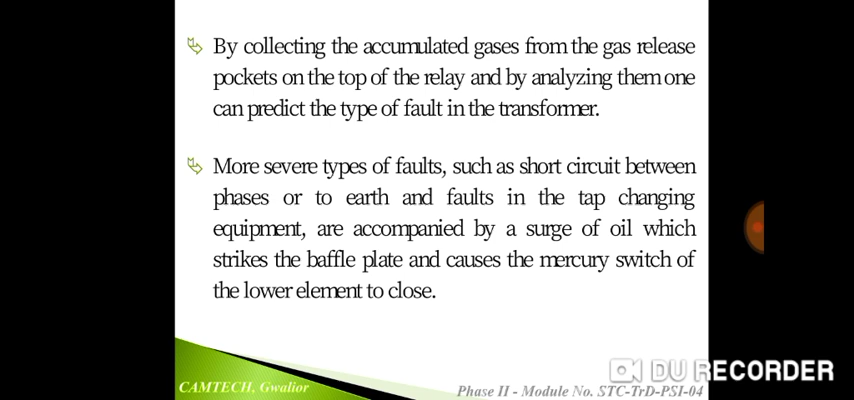 By collecting the accumulated gases from the gas release
pockets on the top of the relay and by analyzing them one
can predict the type of fault in the transformer.
More severe types of faults, such as short circuit between
phases or to earth and faults in the tap changing
equipment, are accompanied by a surge of oil which
strikes the baffle plate and causes the mercury switch of
the lower element to close.
CAMTECH, Gwalior
Phase II - Module No. STC-TrD-PSI-04
DU RECORDER